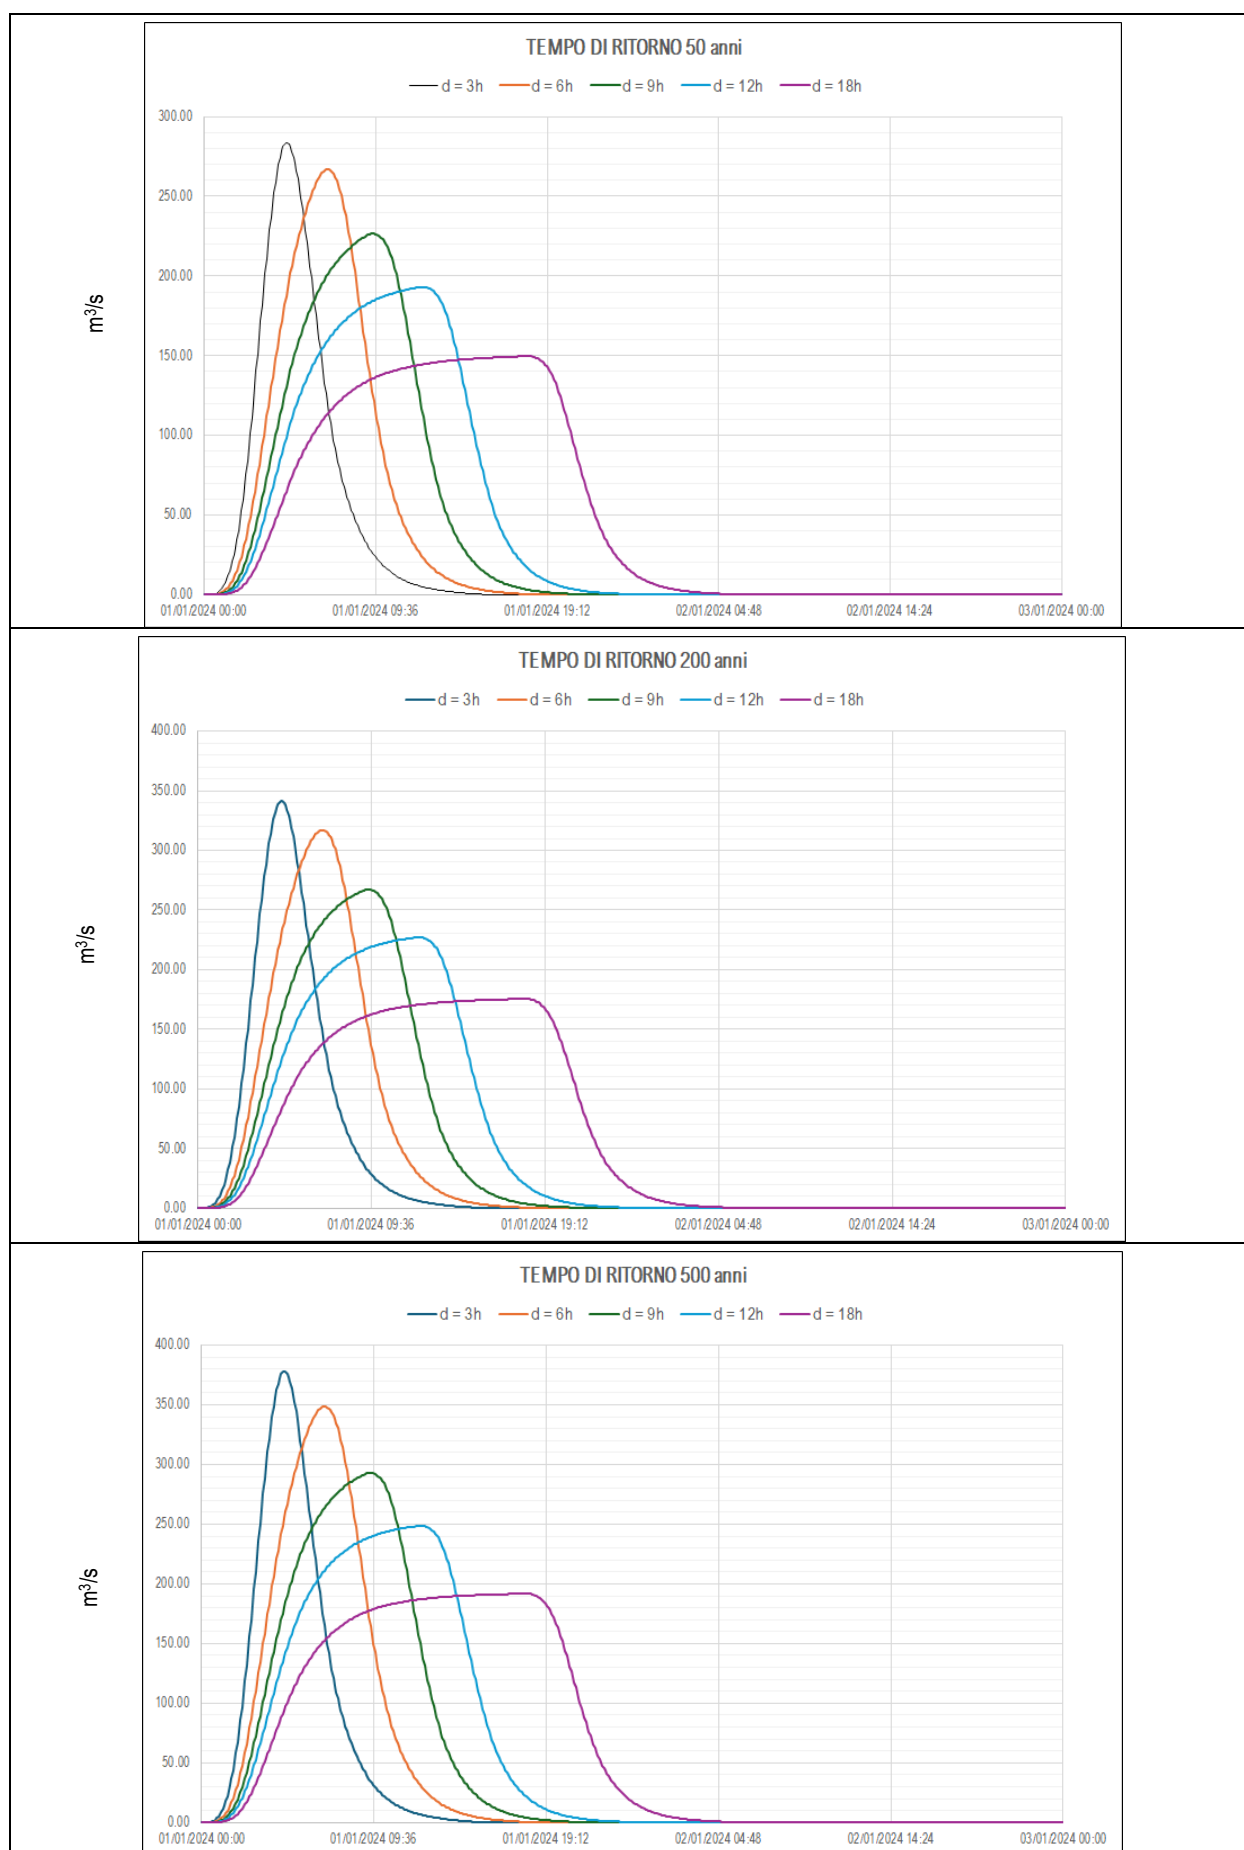 TEMPO DI RITORNO 50 anni
d = 3h d = 6h d = 9h d = 12h d = 18h
300.00
250.00
200.00
150.00
100.00
50.00
0.00
m³/s
01/01/2024 00:00 01/01/2024 09:36 01/01/2024 19:12 02/01/2024 04:48 02/01/2024 14:24 03/01/2024 00:00
TEMPO DI RITORNO 200 anni
d = 3h d = 6h d = 9h d = 12h d = 18h
400.00
350.00
300.00
250.00
200.00
150.00
100.00
50.00
0.00
m³/s
01/01/2024 00:00 01/01/2024 09:36 01/01/2024 19:12 02/01/2024 04:48 02/01/2024 14:24 03/01/2024 00:00
TEMPO DI RITORNO 500 anni
d = 3h d = 6h d = 9h d = 12h d = 18h
400.00
350.00
300.00
250.00
200.00
150.00
100.00
50.00
0.00
m³/s
01/01/2024 00:00 01/01/2024 09:36 01/01/2024 19:12 02/01/2024 04:48 02/01/2024 14:24 03/01/2024 00:00